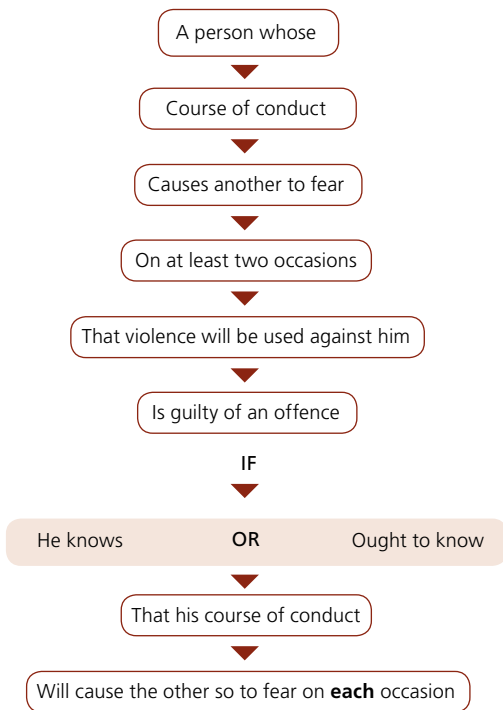 A person whose
Course of conduct
Causes another to fear
On at least two occasions
That violence will be used against him
Is guilty of an offence
IF
He knows OR Ought to know
That his course of conduct
Will cause the other so to fear on each occasion